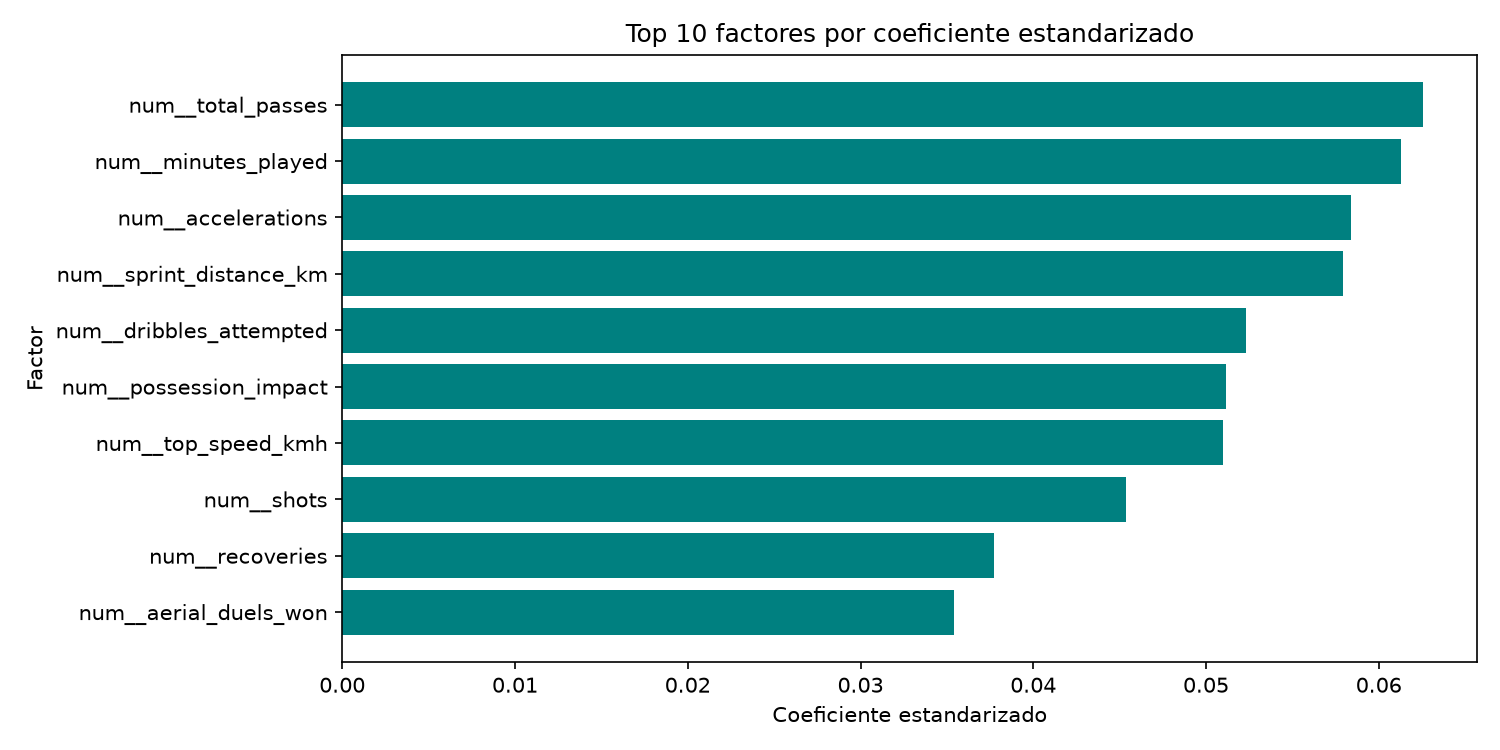 Top 10 factores por coeficiente estandarizado
Factor
num__total_passes
num__minutes_played
num__accelerations
num__sprint_distance_km
num__dribbles_attempted
num__possession_impact
num__top_speed_kmh
num__shots
num__recoveries
num__aerial_duels_won
0.00 0.01 0.02 0.03 0.04 0.05 0.06
Coeficiente estandarizado